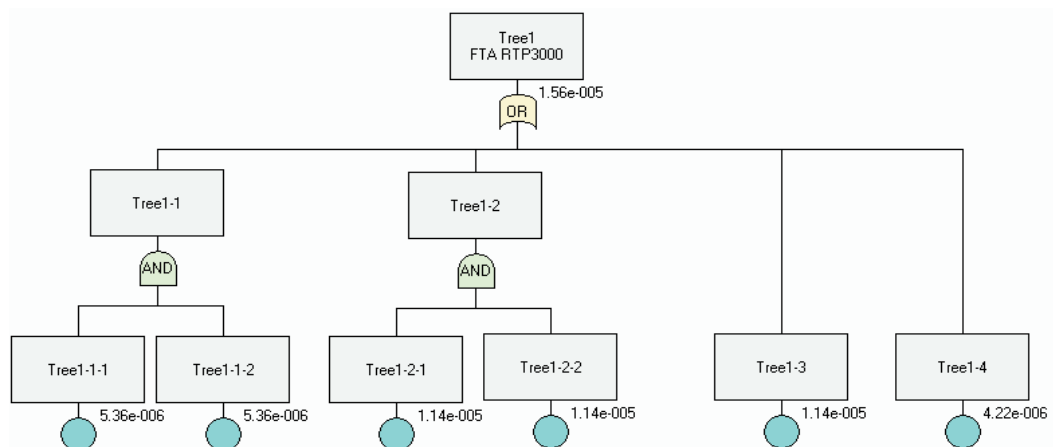 Tree1
FTA RTP3000
1.56e-005
OR
Tree1-1
Tree1-2
AND
AND
Tree1-1-1
Tree1-1-2
Tree1-2-1
Tree1-2-2
Tree1-3
Tree1-4
5.36e-006
5.36e-006
1.14e-005
1.14e-005
1.14e-005
4.22e-006